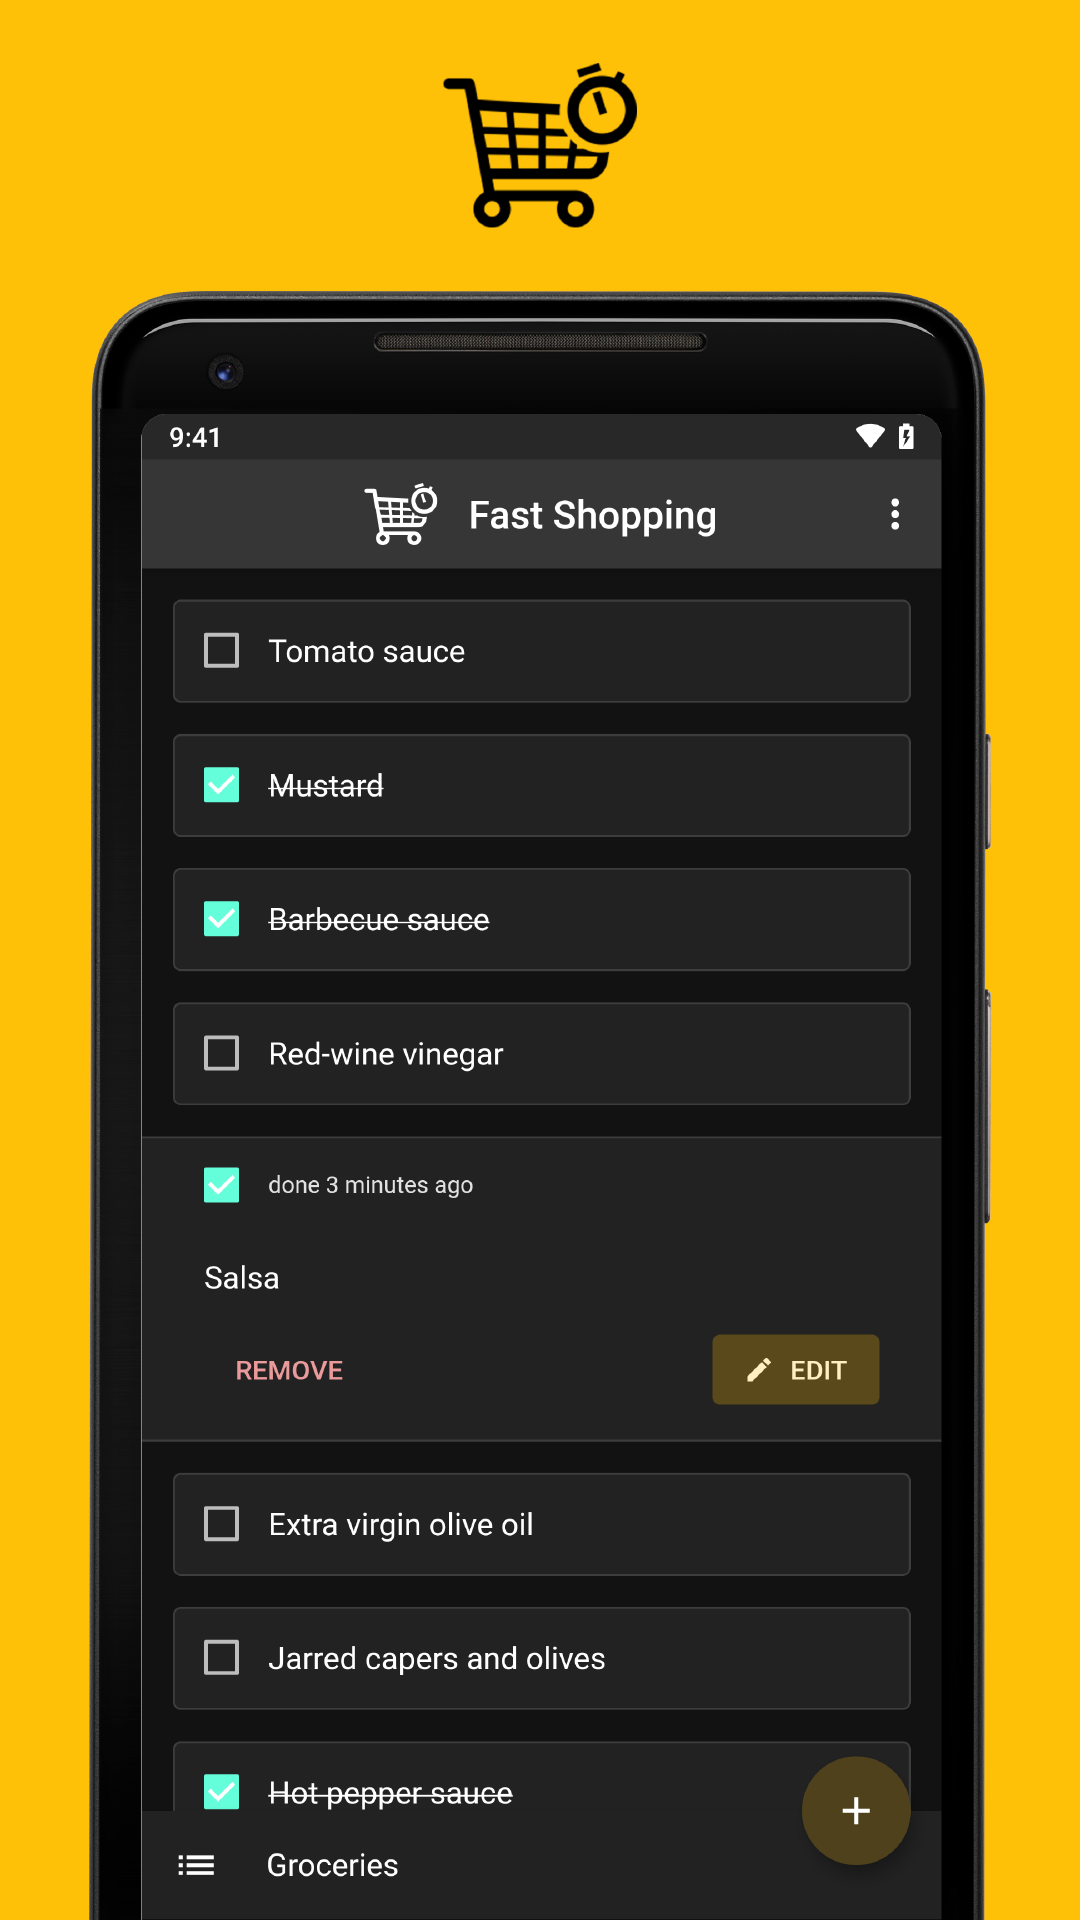 9:41
Fast Shopping
Tomato sauce
Mustard
Barbecue sauce
Red-wine vinegar
done 3 minutes ago
Salsa
REMOVE
EDIT
Extra virgin olive oil
Jarred capers and olives
Hot pepper sauce
Groceries